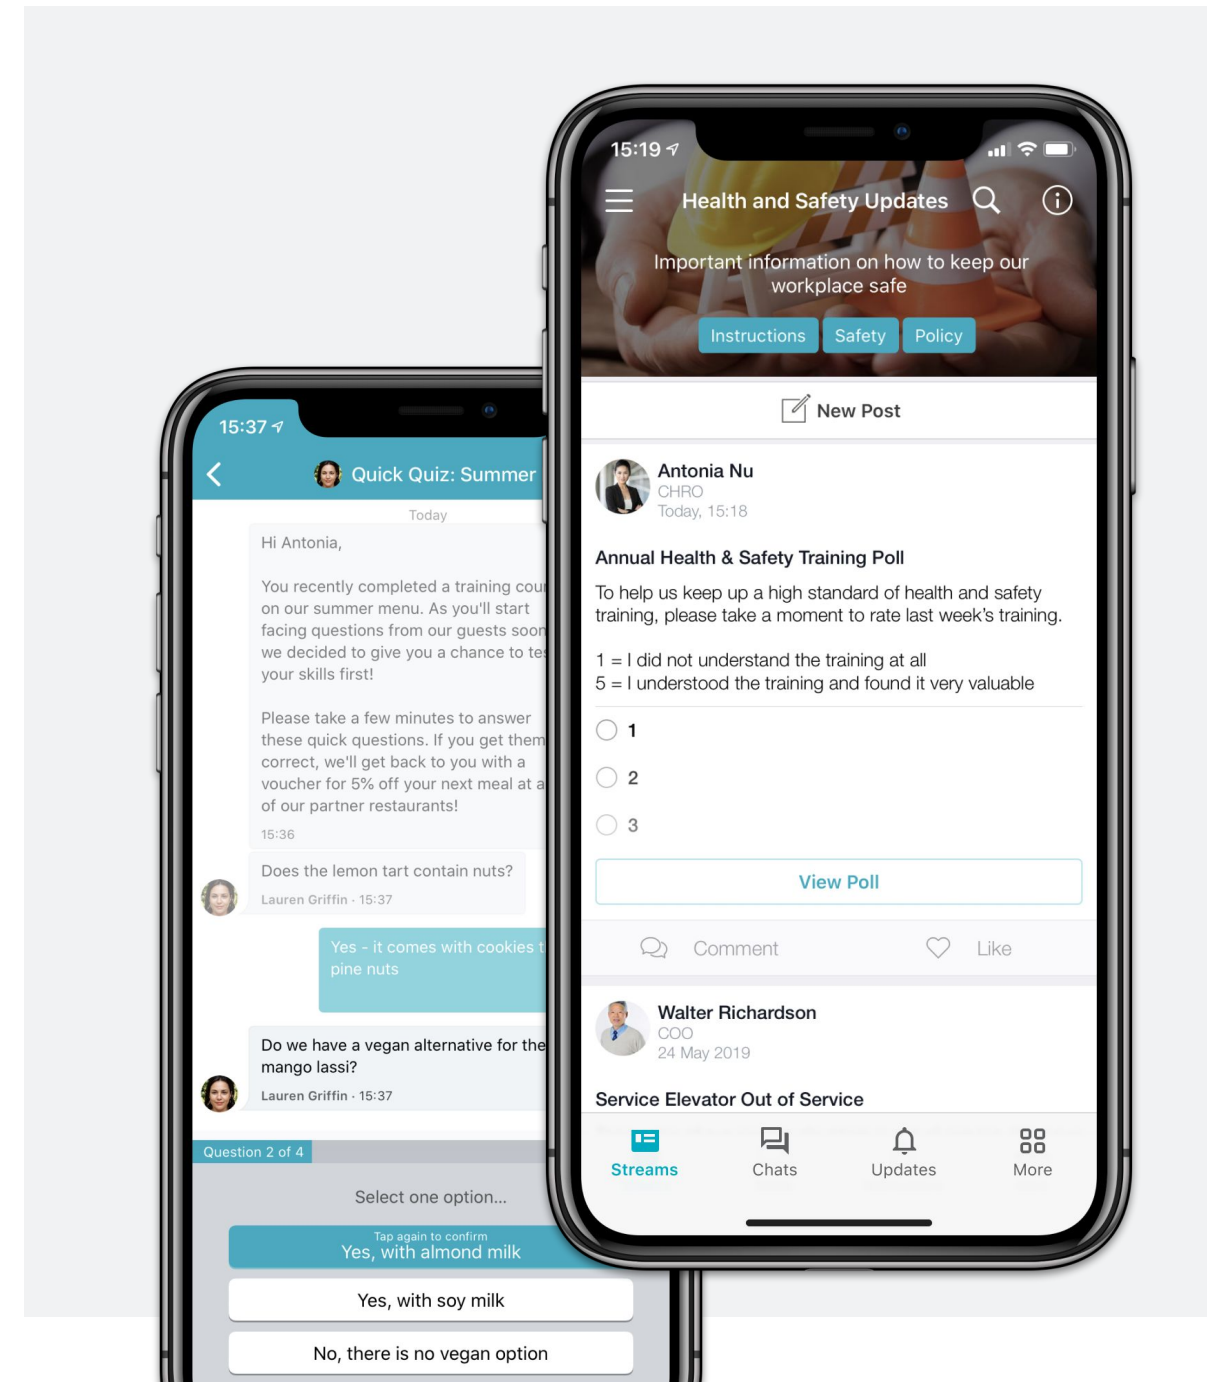 15:19
Health and Safety Updates
Important information on how to keep our
workplace safe
Instructions Safety Policy
New Post
Antonia Nu
CHRO
Today, 15:18
Annual Health & Safety Training Poll
To help us keep up a high standard of health and safety
training, please take a moment to rate last week's training.
1 = I did not understand the training at all
5 = I understood the training and found it very valuable
1
2
3
View Poll
Comment Like
Walter Richardson
COO
24 May 2019
Service Elevator Out of Service
Streams Chats Updates More
15:37
Quick Quiz: Summer
Today
Hi Antonia,
You recently completed a training
on our summer menu. As you'll start
facing questions from our guests soon
we decided to give you a chance to
your skills first!
Please take a few minutes to answer
these quick questions. If you get them
correct, we'll get back to you with a
voucher for 5% off your next meal at
of our partner restaurants!
15:36
Does the lemon tart contain nuts?
Lauren Griffin · 15:37
Yes - it comes with cookies
pine nuts
Do we have a vegan alternative for the
mango lassi?
Lauren Griffin · 15:37
Question 2 of 4
Select one option...
Tap again to confirm
Yes, with almond milk
Yes, with soy milk
No, there is no vegan option